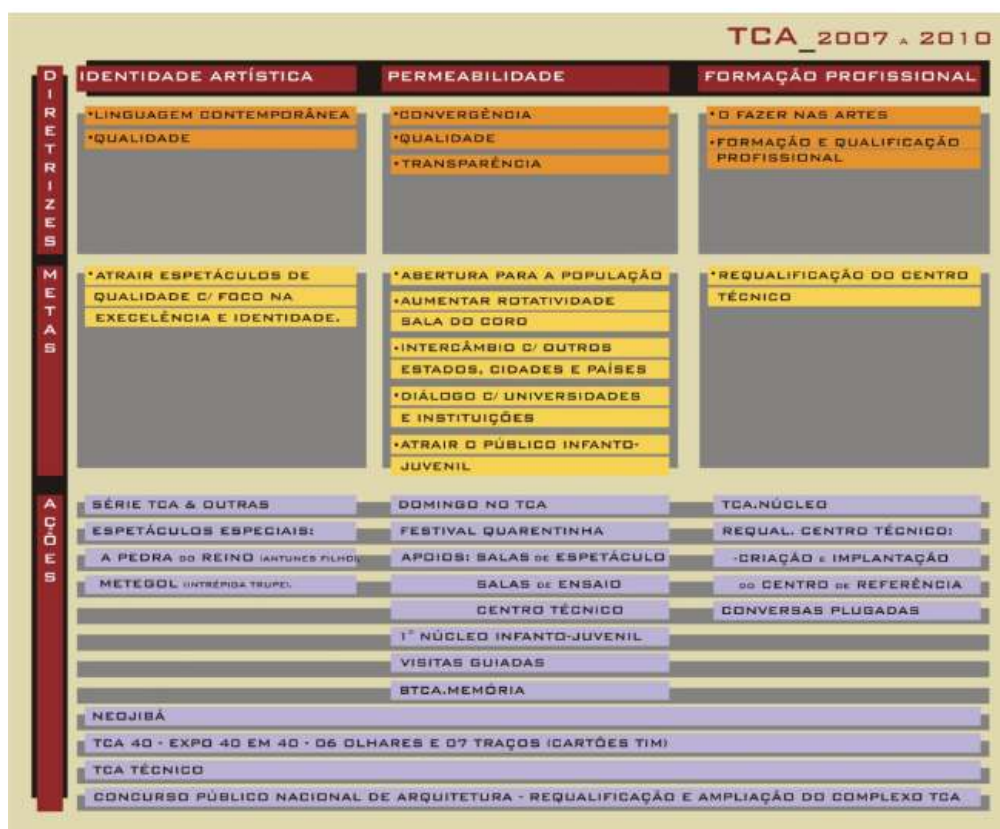 TCA_2007 A 2010
DIRETRIZES
IDENTIDADE ARTÍSTICA
•LINGUAGEM CONTEMPORÂNEA
•QUALIDADE
PERMEABILIDADE
•CONVERGÊNCIA
•QUALIDADE
•TRANSPARÊNCIA
FORMAÇÃO PROFISSIONAL
•O FAZER NAS ARTES
•FORMAÇÃO E QUALIFICAÇÃO
PROFISSIONAL
METAS
•ATRAIR ESPETÁCULOS DE
QUALIDADE C/ FOCO NA
EXECELÊNCIA E IDENTIDADE.
•ABERTURA PARA A POPULAÇÃO
•AUMENTAR ROTATIVIDADE
SALA DO CORO
•INTERCÂMBIO C/ OUTROS
ESTADOS, CIDADES E PAÍSES
•DIÁLOGO C/ UNIVERSIDADES
E INSTITUIÇÕES
•ATRAIR O PÚBLICO INFANTO-
JUVENIL
•REQUALIFICAÇÃO DO CENTRO
TÉCNICO
AÇÕES
SÉRIE TCA & OUTRAS
ESPETÁCULOS ESPECIAIS:
A PEDRA DO REINO (ANTUNES FILHO),
METEGOL (INTRÉPIDA TRUPE).
DOMINGO NO TCA
FESTIVAL QUARENTINHA
APOIOS: SALAS DE ESPETÁCULO
SALAS DE ENSAIO
CENTRO TÉCNICO
1° NÚCLEO INFANTO-JUVENIL
VISITAS GUIADAS
BTCA.MEMÓRIA
TCA.NÚCLEO
REQUAL. CENTRO TÉCNICO:
-CRIAÇÃO E IMPLANTAÇÃO
DO CENTRO DE REFERÊNCIA
CONVERSAS PLUGADAS
NEOJIBÁ
TCA 40 - EXPO 40 EM 40 - 06 OLHARES E 07 TRAÇOS (CARTÕES TIM)
TCA TÉCNICO
CONCURSO PÚBLICO NACIONAL DE ARQUITETURA - REQUALIFICAÇÃO E AMPLIAÇÃO DO COMPLEXO TCA